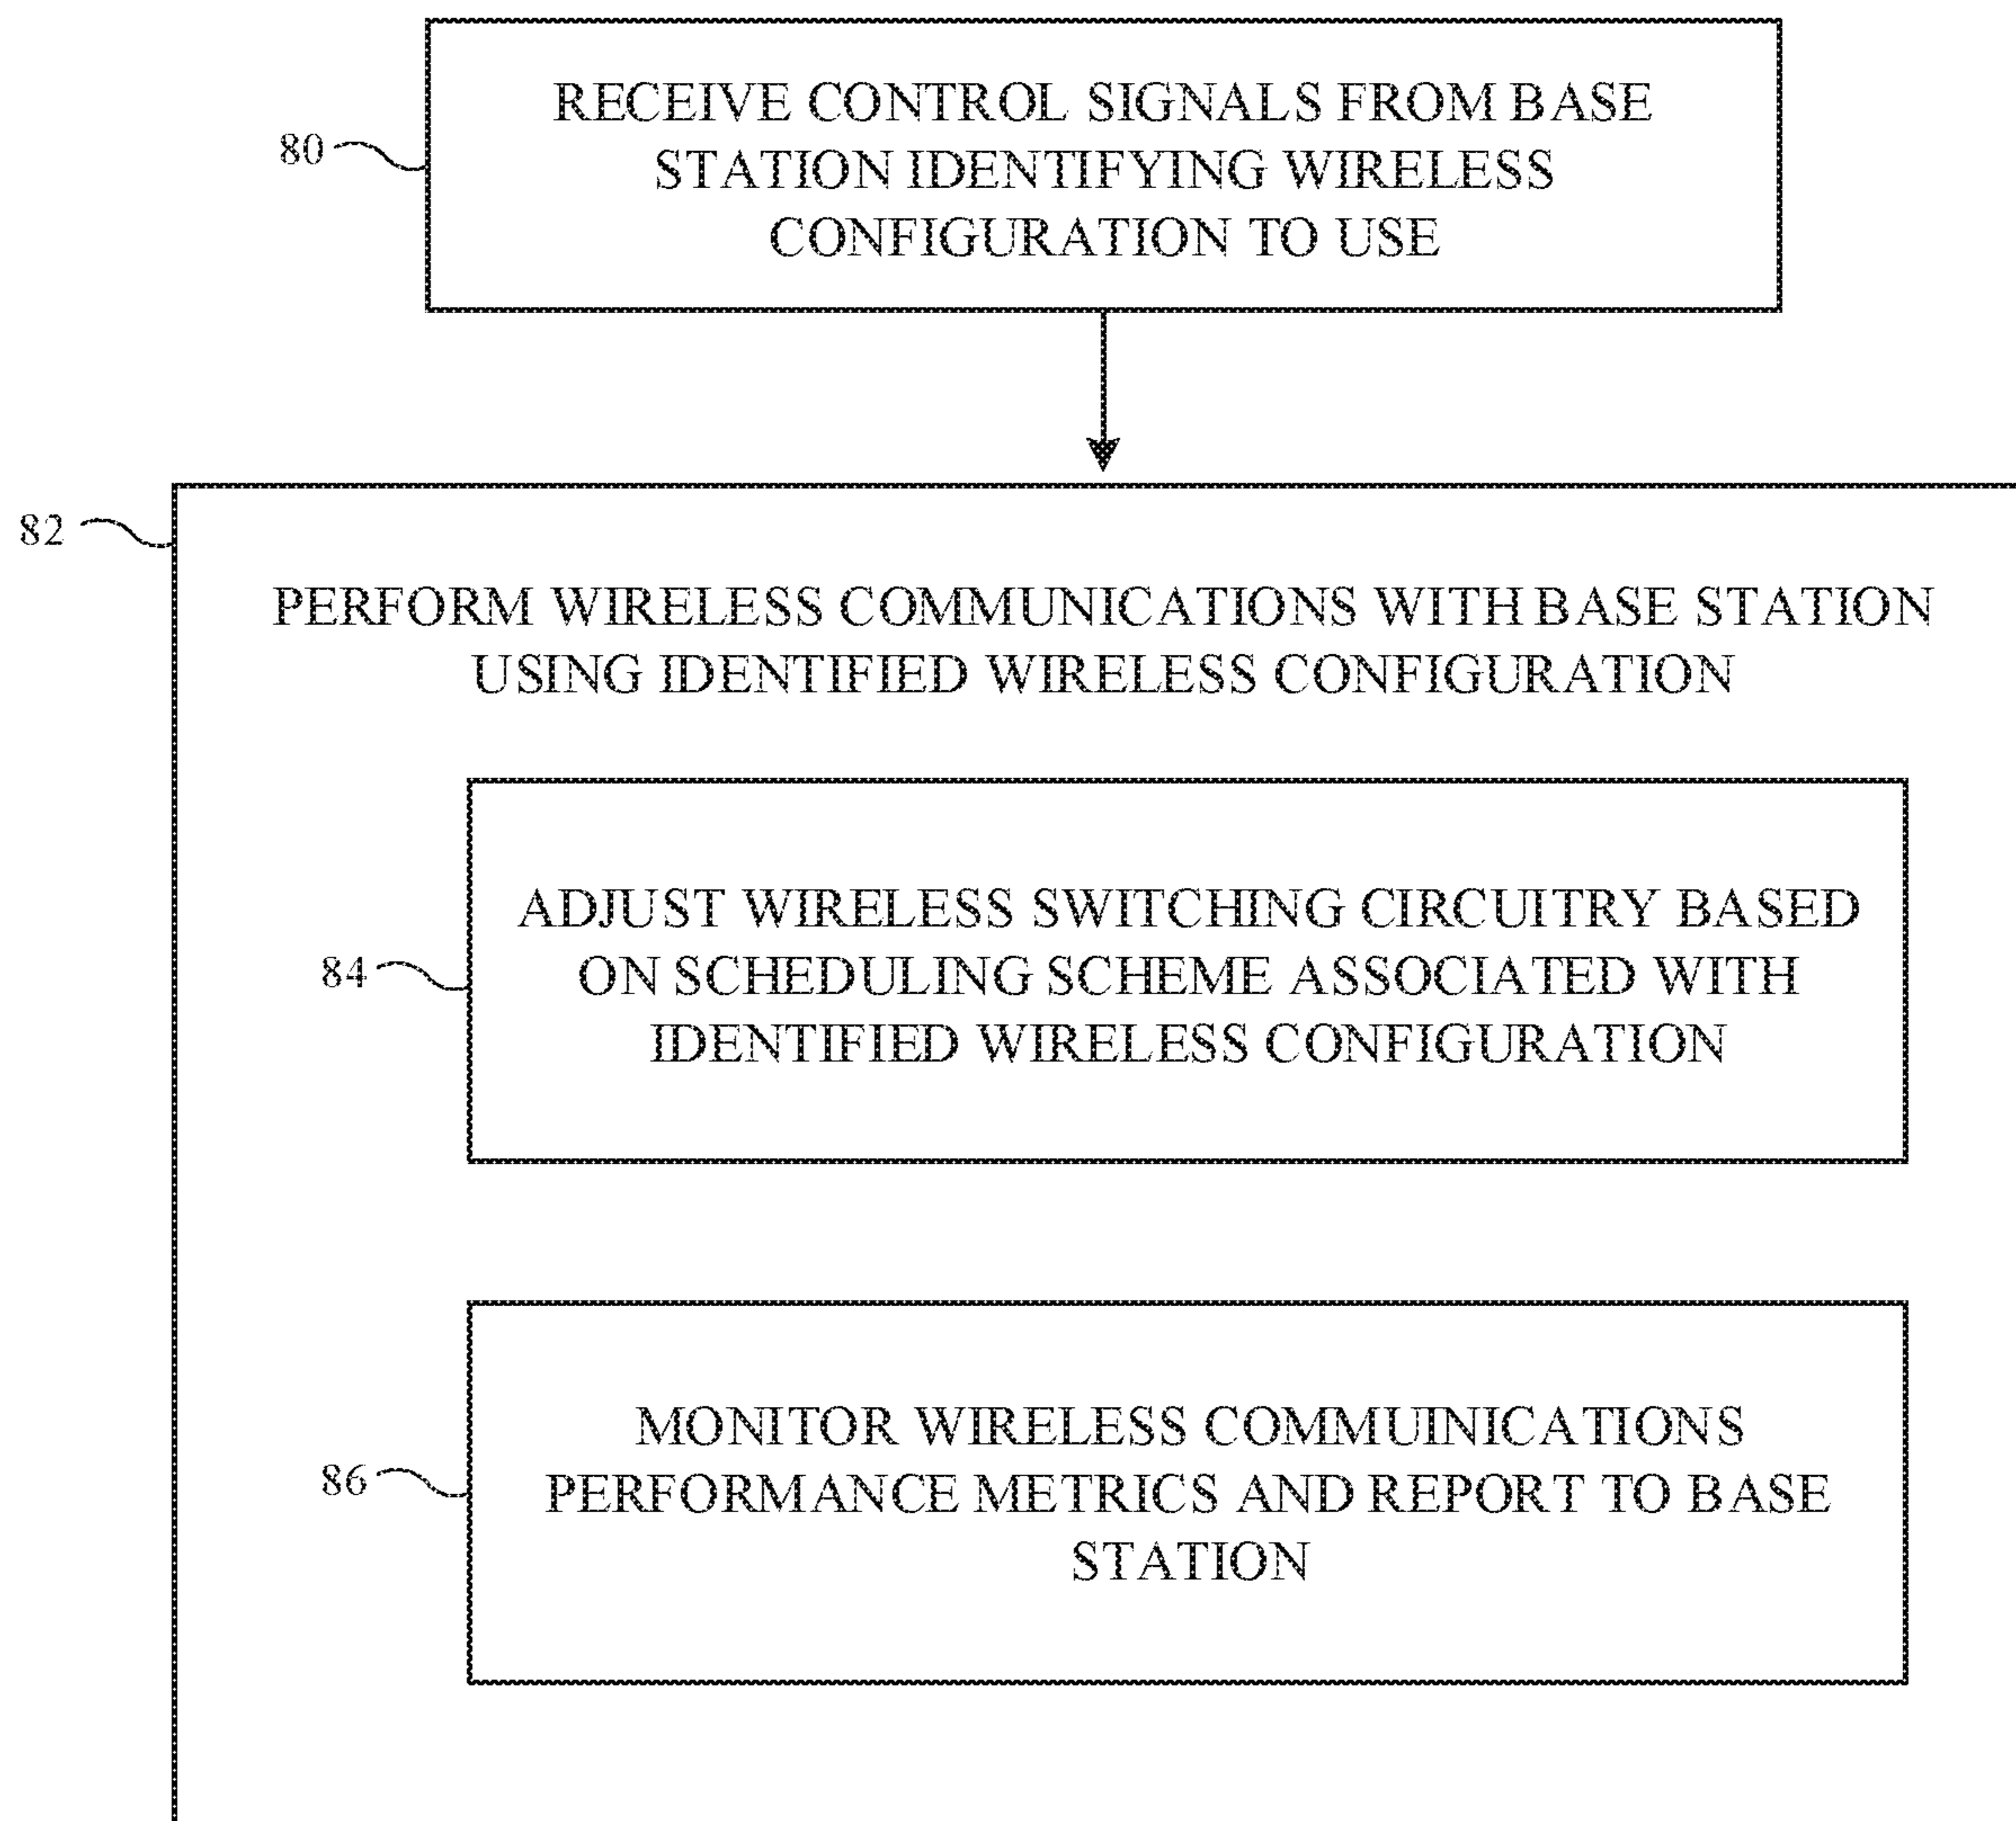 RECEIVE CONTROL SIGNALS FROM BASE
STATION IDENTIFYING WIRELESS
CONFIGURATION TO USE
80
82
PERFORM WIRELESS COMMUNICATIONS WITH BASE STATION
USING IDENTIFIED WIRELESS CONFIGURATION
ADJUST WIRELESS SWITCHING CIRCUITRY BASED
ON SCHEDULING SCHEME ASSOCIATED WITH
IDENTIFIED WIRELESS CONFIGURATION
84
MONITOR WIRELESS COMMUINICATIONS
PERFORMANCE METRICS AND REPORT TO BASE
STATION
86